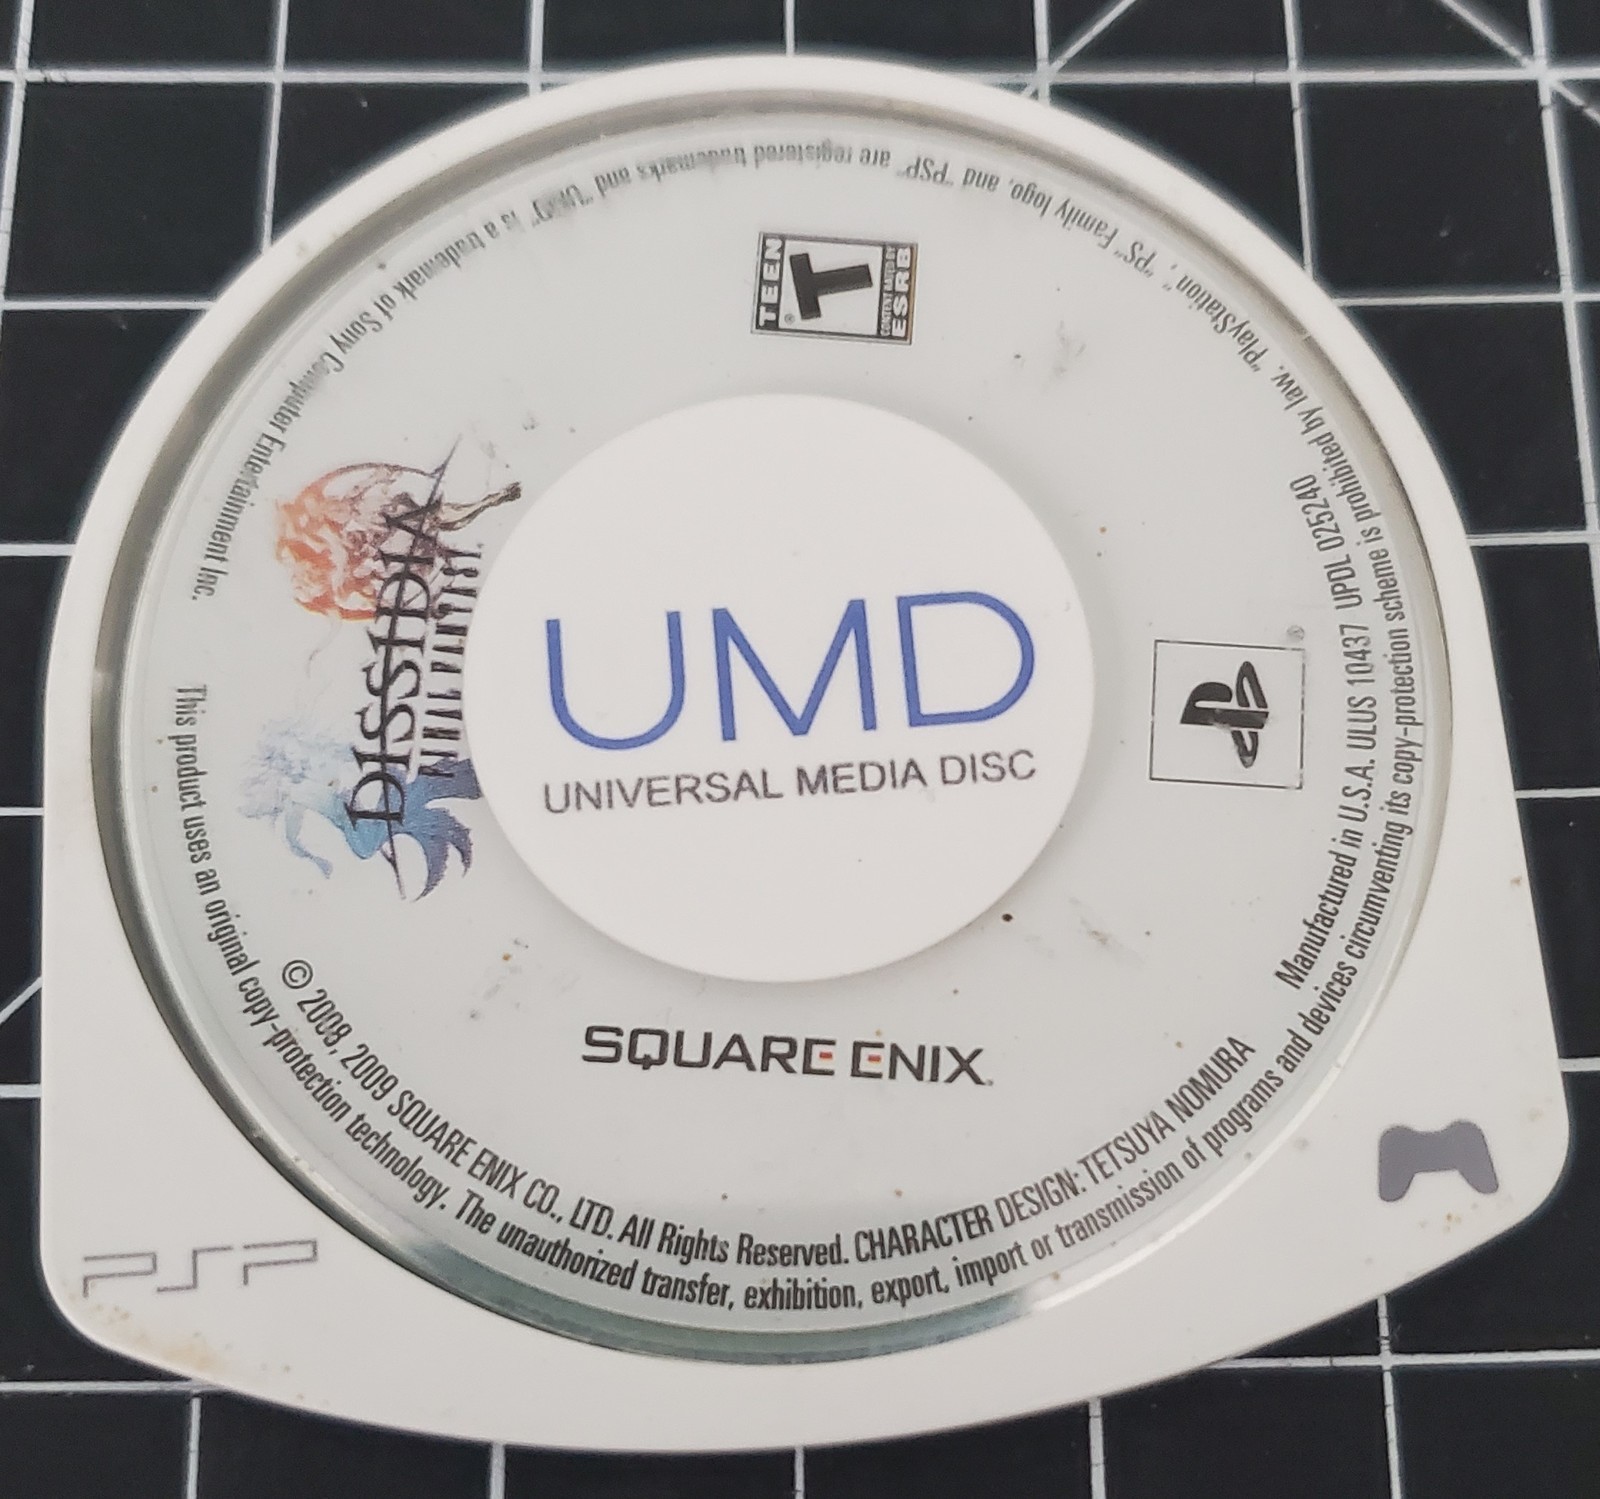 UMD
UNIVERSAL MEDIA DISC
DISSIDIA
FINAL FANTASY
TEEN
T
®
CONTENT RATED BY
ESRB
®
SQUARE ENIX.
© 2008, 2009 SQUARE ENIX CO., LTD. All Rights Reserved. CHARACTER DESIGN: TETSUYA NOMURA
Manufactured in U.S.A. ULUS 10437 UPDL 025240
This product uses an original copy-protection technology. The unauthorized transfer, exhibition, export, import or transmission of programs and devices circumventing its copy-protection scheme is prohibited by law. "PlayStation", "PS" Family logo, and "PSP" are registered trademarks and "UMD" is a trademark of Sony Computer Entertainment Inc.
PSP